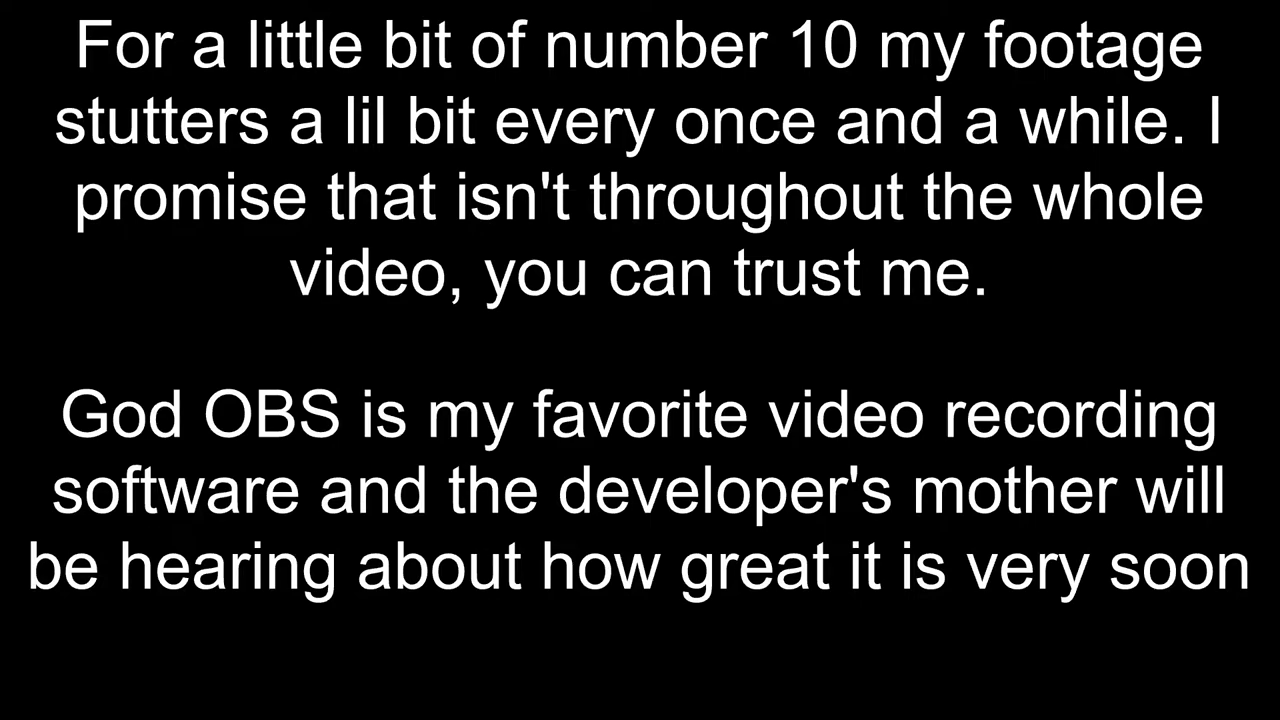 For a little bit of number 10 my footage
stutters a lil bit every once and a while. I
promise that isn't throughout the whole
video, you can trust me.
God OBS is my favorite video recording
software and the developer's mother will
be hearing about how great it is very soon